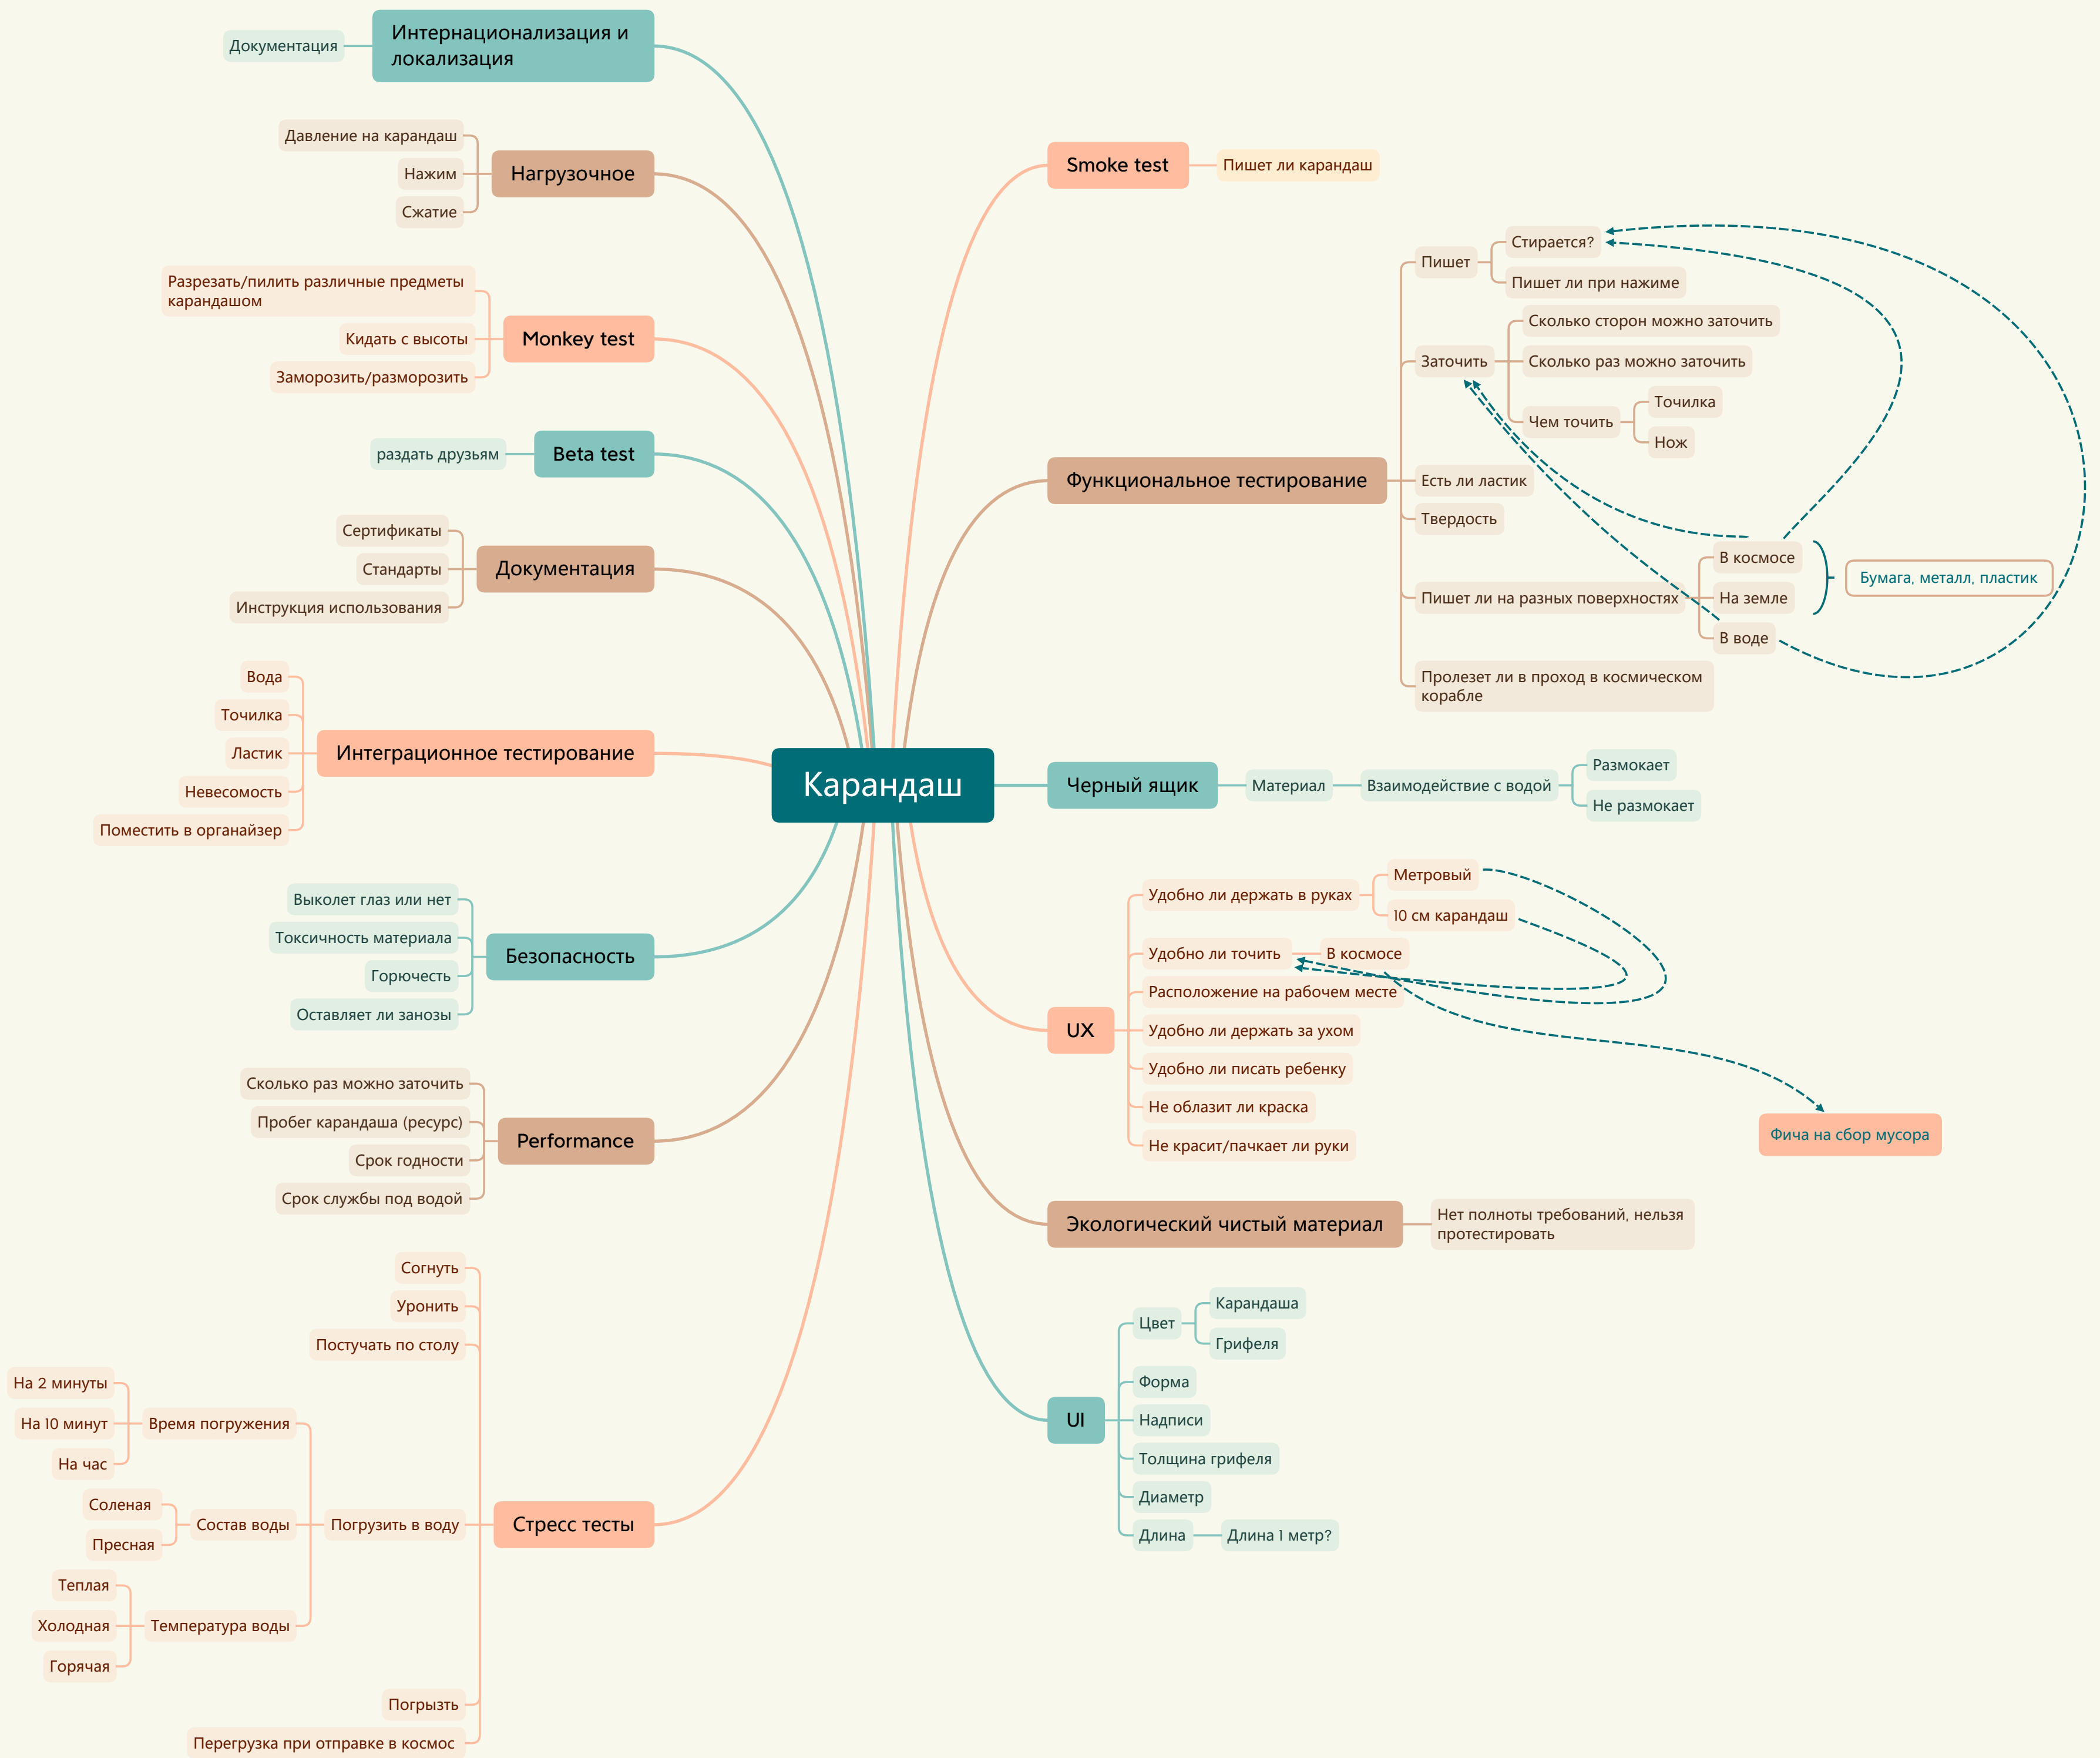 Карандаш
Smoke test
Пишет ли карандаш
Функциональное тестирование
Пишет
Стирается?
Пишет ли при нажиме
Заточить
Сколько сторон можно заточить
Сколько раз можно заточить
Чем точить
Точилка
Нож
Есть ли ластик
Твердость
Пишет ли на разных поверхностях
В космосе
На земле
В воде
Бумага, металл, пластик
Пролезет ли в проход в космическом
корабле
Черный ящик
Материал
Взаимодействие с водой
Размокает
Не размокает
UX
Удобно ли держать в руках
Метровый
10 см карандаш
Удобно ли точить
В космосе
Расположение на рабочем месте
Удобно ли держать за ухом
Удобно ли писать ребенку
Не облазит ли краска
Не красит/пачкает ли руки
Фича на сбор мусора
Экологический чистый материал
Нет полноты требований, нельзя
протестировать
UI
Цвет
Карандаша
Грифеля
Форма
Надписи
Толщина грифеля
Диаметр
Длина
Длина 1 метр?
Интернационализация и
локализация
Документация
Нагрузочное
Давление на карандаш
Нажим
Сжатие
Monkey test
Разрезать/пилить различные предметы
карандашом
Кидать с высоты
Заморозить/разморозить
Beta test
раздать друзьям
Документация
Сертификаты
Стандарты
Инструкция использования
Интеграционное тестирование
Вода
Точилка
Ластик
Невесомость
Поместить в органайзер
Безопасность
Выколет глаз или нет
Токсичность материала
Горючесть
Оставляет ли занозы
Performance
Сколько раз можно заточить
Пробег карандаша (ресурс)
Срок годности
Срок службы под водой
Стресс тесты
Согнуть
Уронить
Постучать по столу
Погрузить в воду
Время погружения
На 2 минуты
На 10 минут
На час
Состав воды
Соленая
Пресная
Температура воды
Теплая
Холодная
Горячая
Погрызть
Перегрузка при отправке в космос